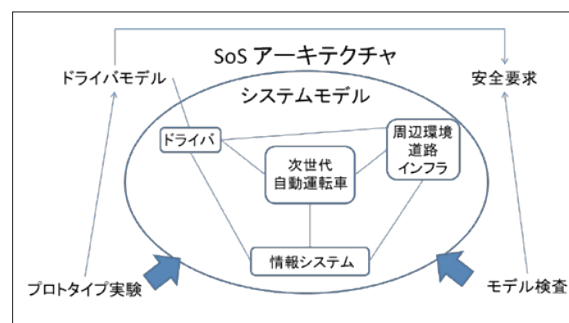 SoS アーキテクチャ
ドライバモデル
安全要求
システムモデル
ドライバ
周辺環境
道路
インフラ
次世代
自動運転車
情報システム
プロトタイプ実験
モデル検査